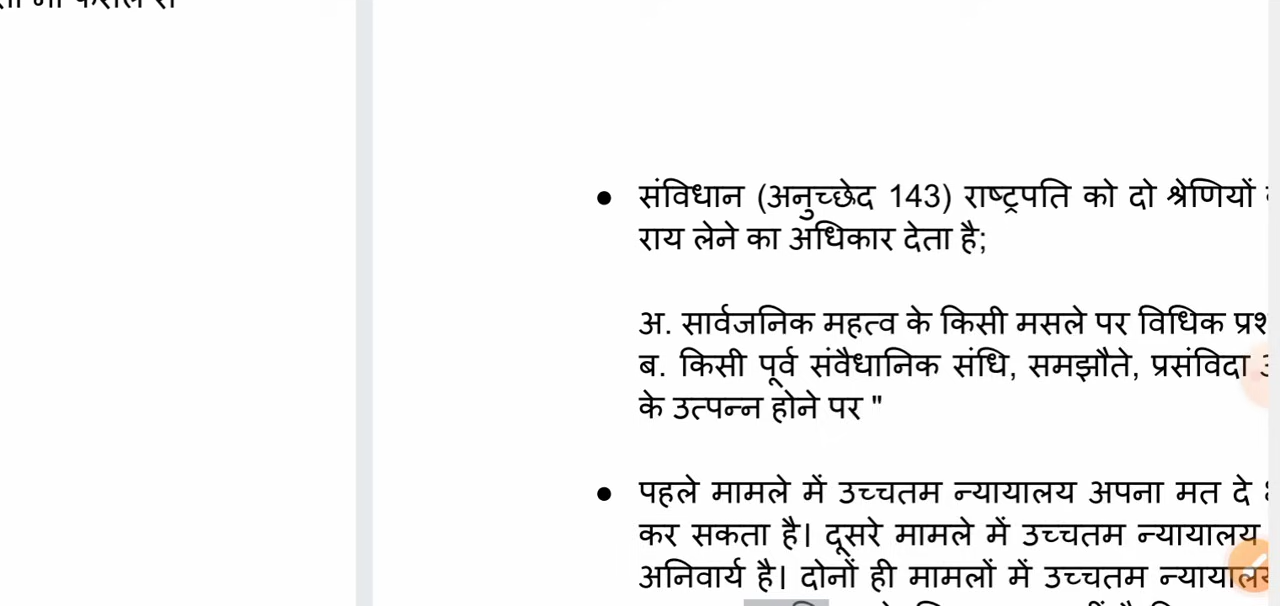 संविधान (अनुच्छेद 143) राष्ट्रपति को दो श्रेणियों
राय लेने का अधिकार देता है;
अ. सार्वजनिक महत्व के किसी मसले पर विधिक
ब. किसी पूर्व संवैधानिक संधि, समझौते, प्रसंविदा
के उत्पन्न होने पर "
पहले मामले में उच्चतम न्यायालय अपना मत दे
कर सकता है। दूसरे मामले में उच्चतम न्यायालय
अनिवार्य है। दोनों ही मामलों में उच्चतम